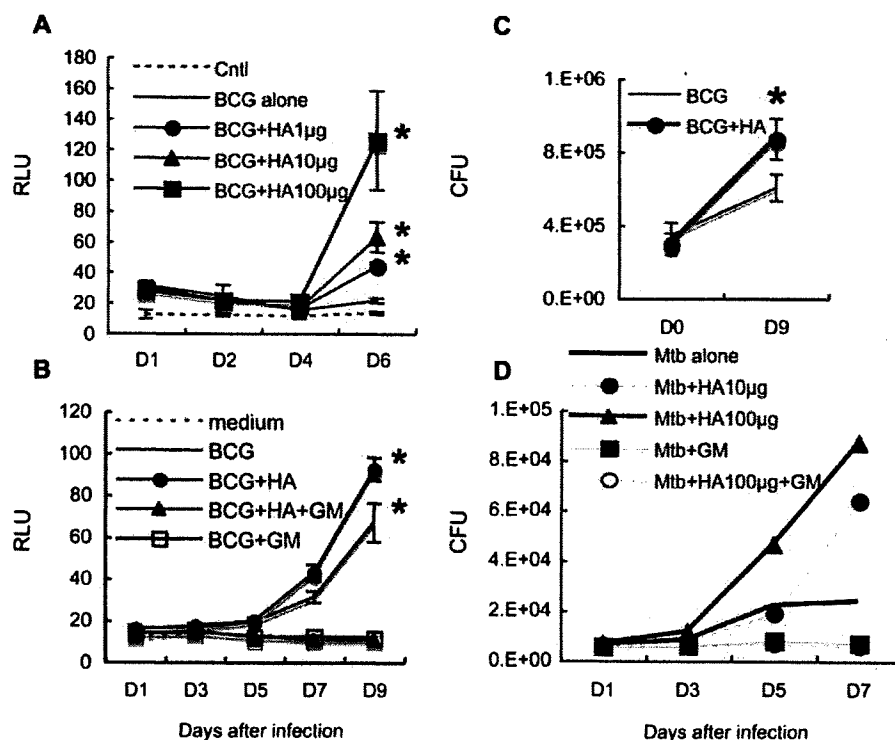 A
RLU
180
160
140
120
100
80
60
40
20
0
Cntl
BCG alone
BCG+HA1µg
BCG+HA10µg
BCG+HA100µg
*
*
*
D1 D2 D4 D6
B
RLU
120
100
80
60
40
20
0
medium
BCG
BCG+HA
BCG+HA+GM
BCG+GM
*
*
D1 D3 D5 D7 D9
Days after infection
C
CFU
1.E+06
8.E+05
4.E+05
0.E+00
BCG
BCG+HA
*
D0 D9
D
CFU
1.E+05
8.E+04
6.E+04
4.E+04
2.E+04
0.E+00
Mtb alone
Mtb+HA10µg
Mtb+HA100µg
Mtb+GM
Mtb+HA100µg+GM
D1 D3 D5 D7
Days after infection